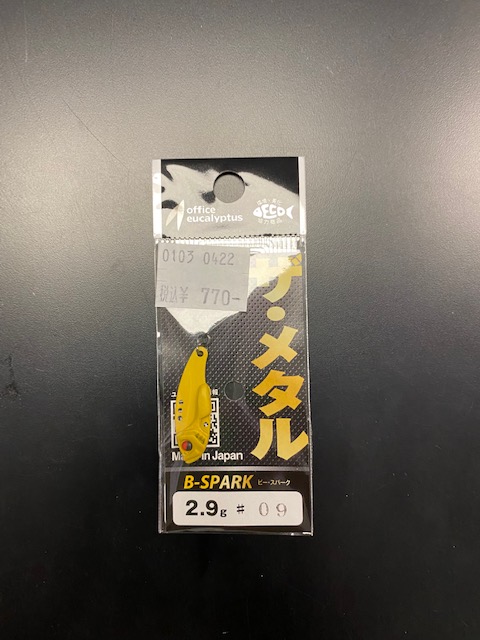 office
eucalyptus
ECO
0103 0422
税込¥ 770-
ザ・メタル
Made in Japan
B-SPARK ビー・スパーク
2.9g # 09